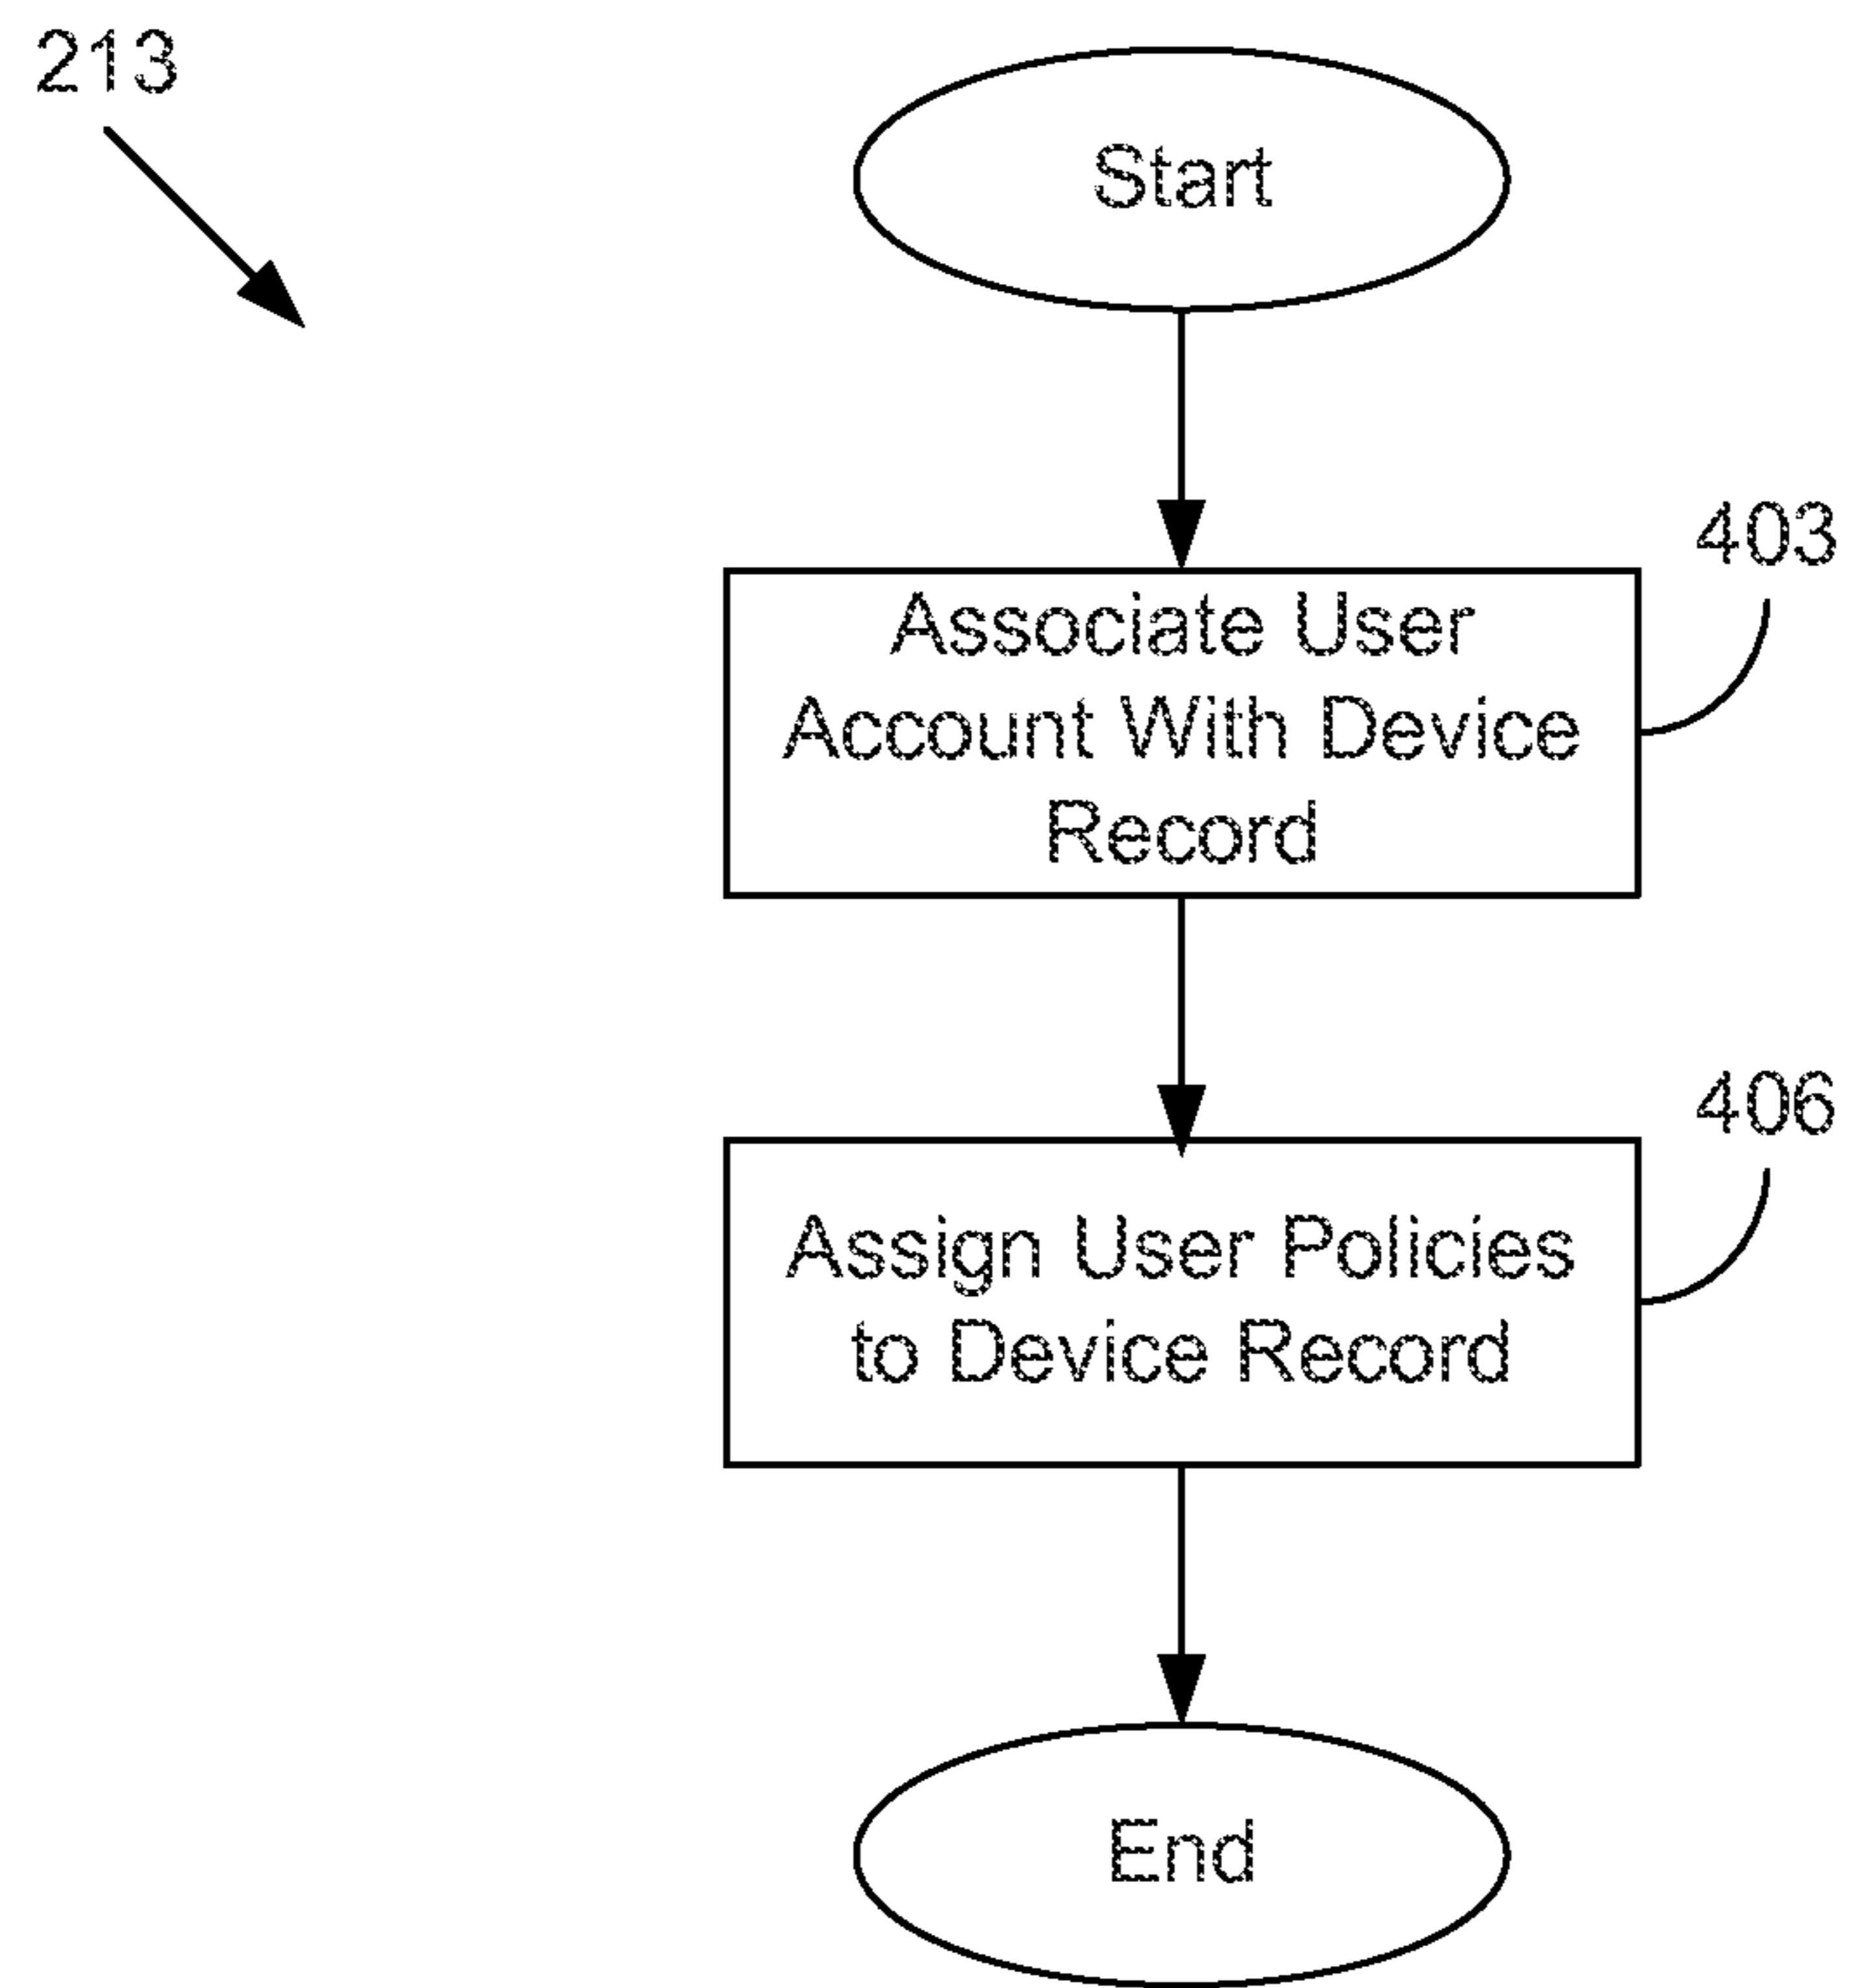 213
Start
403
Associate User
Account With Device
Record
406
Assign User Policies
to Device Record
End